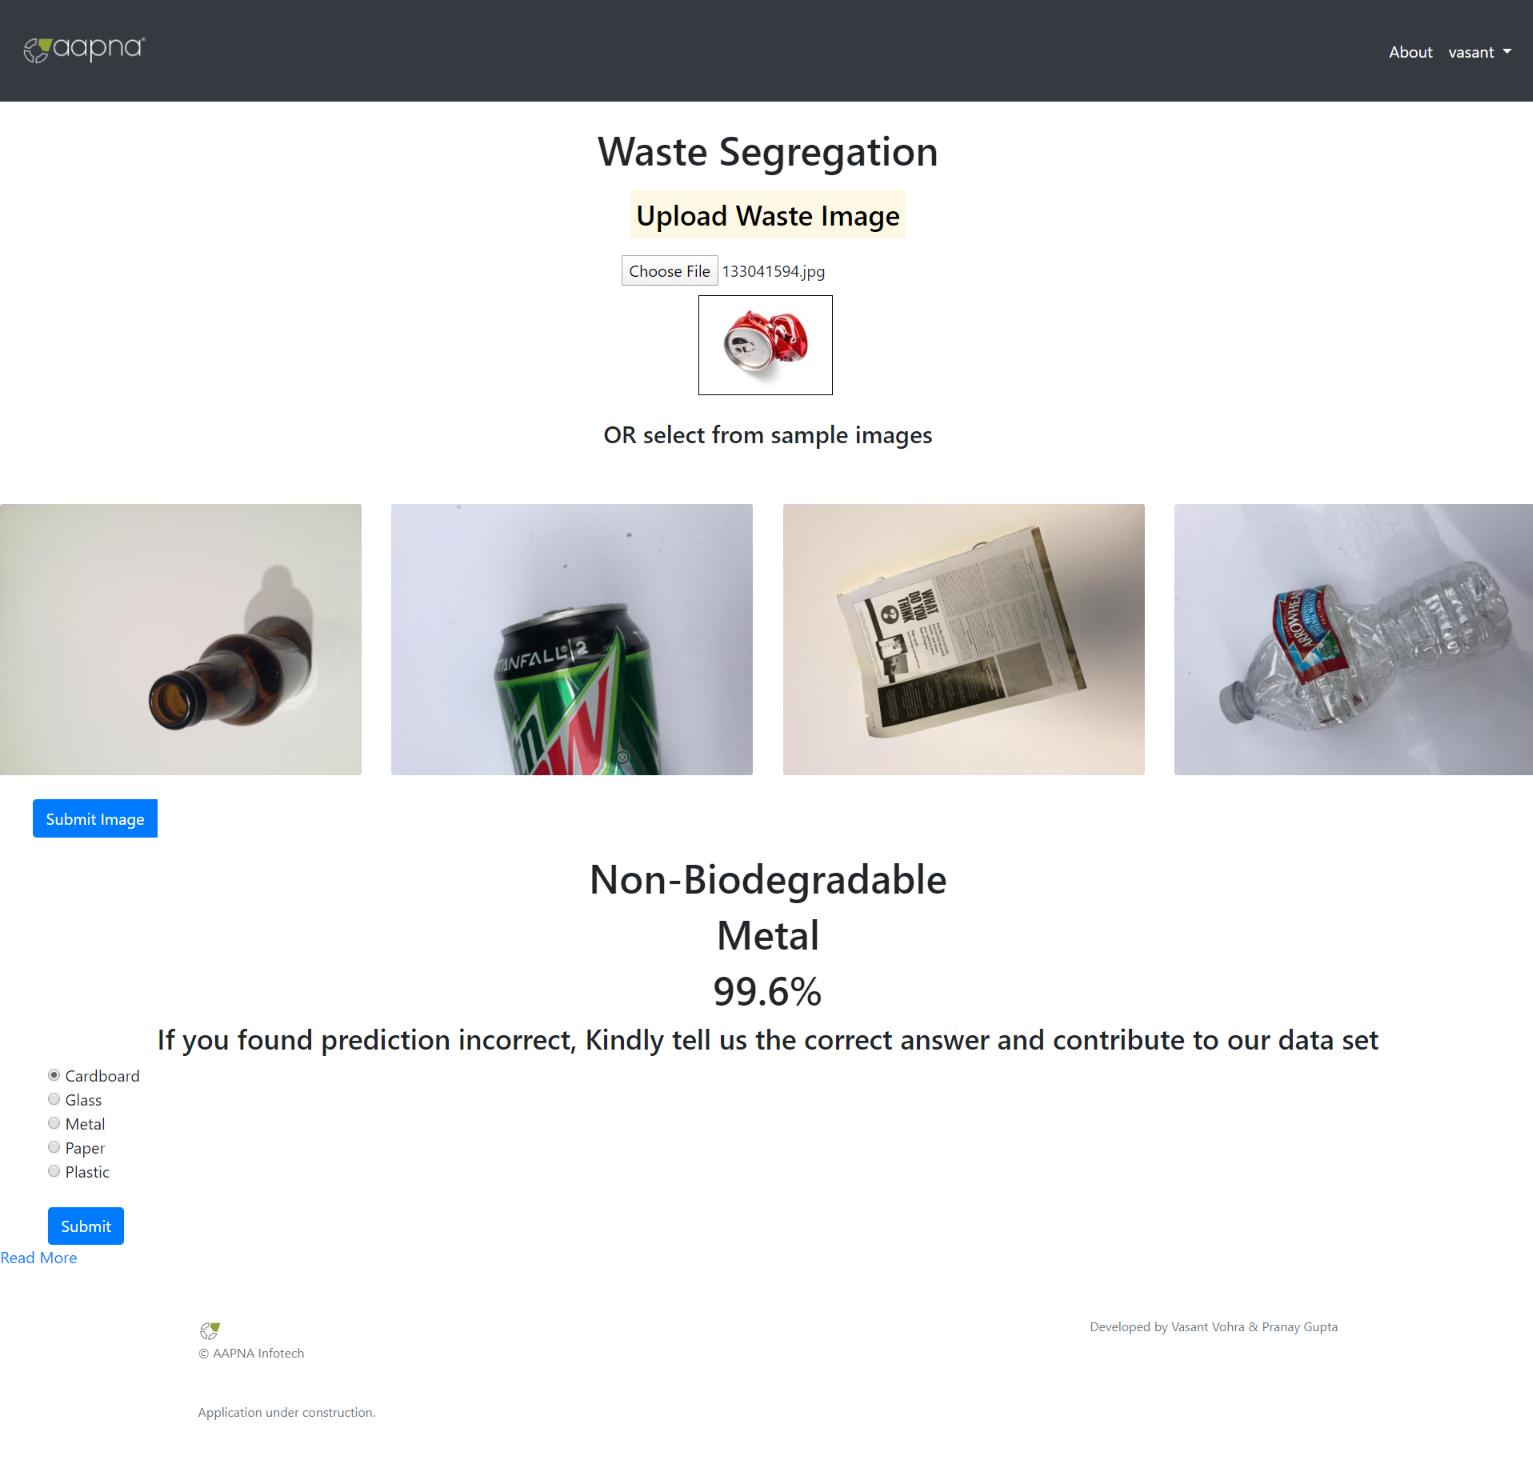 aapna®
About vasant
Waste Segregation
Upload Waste Image
Choose File 133041594.jpg
OR select from sample images
TANFALL® 2
WHAT
DO YOU
THINK
?
ARROWHEA
®
Submit Image
Non-Biodegradable
Metal
99.6%
If you found prediction incorrect, Kindly tell us the correct answer and contribute to our data set
Cardboard
Glass
Metal
Paper
Plastic
Submit
Read More
Developed by Vasant Vohra & Pranay Gupta
© AAPNA Infotech
Application under construction.